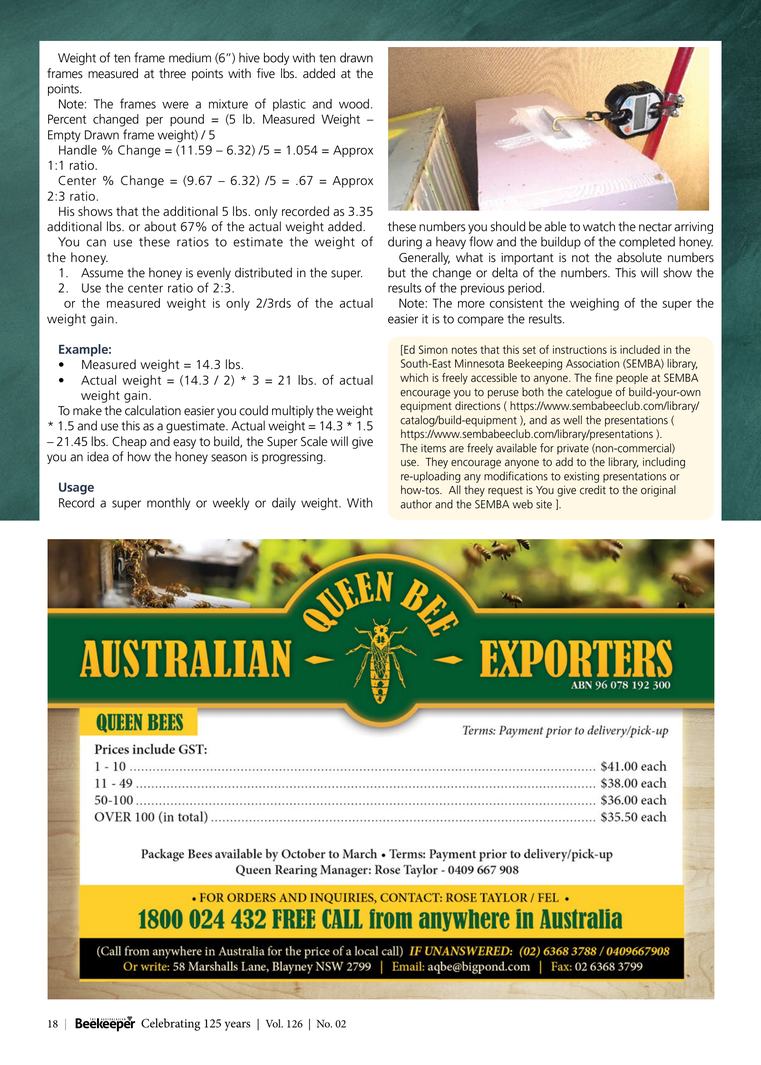 Weight of ten frame medium (6”) hive body with ten drawn
frames measured at three points with five lbs. added at the
points.
Note: The frames were a mixture of plastic and wood.
Percent changed per pound = (5 lb. Measured Weight –
Empty Drawn frame weight) / 5
Handle % Change = (11.59 – 6.32) /5 = 1.054 = Approx
1:1 ratio.
Center % Change = (9.67 – 6.32) /5 = .67 = Approx
2:3 ratio.
His shows that the additional 5 lbs. only recorded as 3.35
additional lbs. or about 67% of the actual weight added.
You can use these ratios to estimate the weight of
the honey.
1. Assume the honey is evenly distributed in the super.
2. Use the center ratio of 2:3.
or the measured weight is only 2/3rds of the actual
weight gain.
Example:
• Measured weight = 14.3 lbs.
• Actual weight = (14.3 / 2) * 3 = 21 lbs. of actual
weight gain.
To make the calculation easier you could multiply the weight
* 1.5 and use this as a guestimate. Actual weight = 14.3 * 1.5
– 21.45 lbs. Cheap and easy to build, the Super Scale will give
you an idea of how the honey season is progressing.
Usage
Record a super monthly or weekly or daily weight. With
these numbers you should be able to watch the nectar arriving
during a heavy flow and the buildup of the completed honey.
Generally, what is important is not the absolute numbers
but the change or delta of the numbers. This will show the
results of the previous period.
Note: The more consistent the weighing of the super the
easier it is to compare the results.
[Ed Simon notes that this set of instructions is included in the
South-East Minnesota Beekeeping Association (SEMBA) library,
which is freely accessible to anyone. The fine people at SEMBA
encourage you to peruse both the catelogue of build-your-own
equipment directions ( https://www.sembabeeclub.com/library/
catalog/build-equipment ), and as well the presentations (
https://www.sembabeeclub.com/library/presentations ).
The items are freely available for private (non-commercial)
use. They encourage anyone to add to the library, including
re-uploading any modifications to existing presentations or
how-tos. All they request is You give credit to the original
author and the SEMBA web site ].
QUEEN BEE
AUSTRALIAN EXPORTERS
ABN 96 078 192 300
QUEEN BEES
Terms: Payment prior to delivery/pick-up
Prices include GST:
1 - 10 ........ $41.00 each
11 - 49 ........ $38.00 each
50-100 ........ $36.00 each
OVER 100 (in total) ........ $35.50 each
Package Bees available by October to March • Terms: Payment prior to delivery/pick-up
Queen Rearing Manager: Rose Taylor - 0409 667 908
• FOR ORDERS AND INQUIRIES, CONTACT: ROSE TAYLOR / FEL •
1800 024 432 FREE CALL from anywhere in Australia
(Call from anywhere in Australia for the price of a local call) IF UNANSWERED: (02) 6368 3788 / 0409667908
Or write: 58 Marshalls Lane, Blayney NSW 2799 | Email: aqbe@bigpond.com | Fax: 02 6368 3799
18 | Beekeeper Celebrating 125 years | Vol. 126 | No. 02